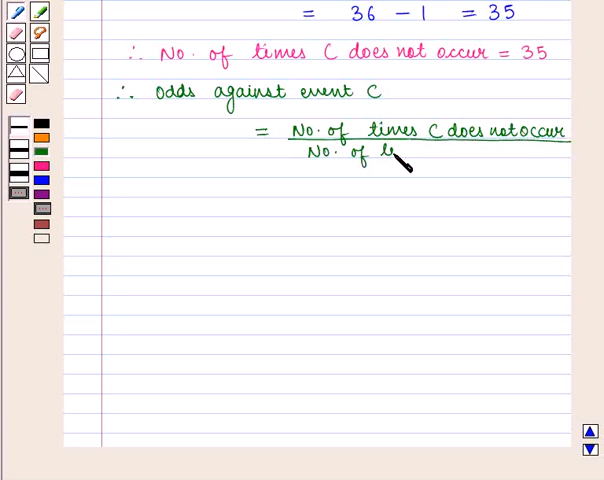 = 36 - 1 = 35
∴ No. of times C does not occur = 35
∴ Odds against event C
= No. of times C does not occur
No. of